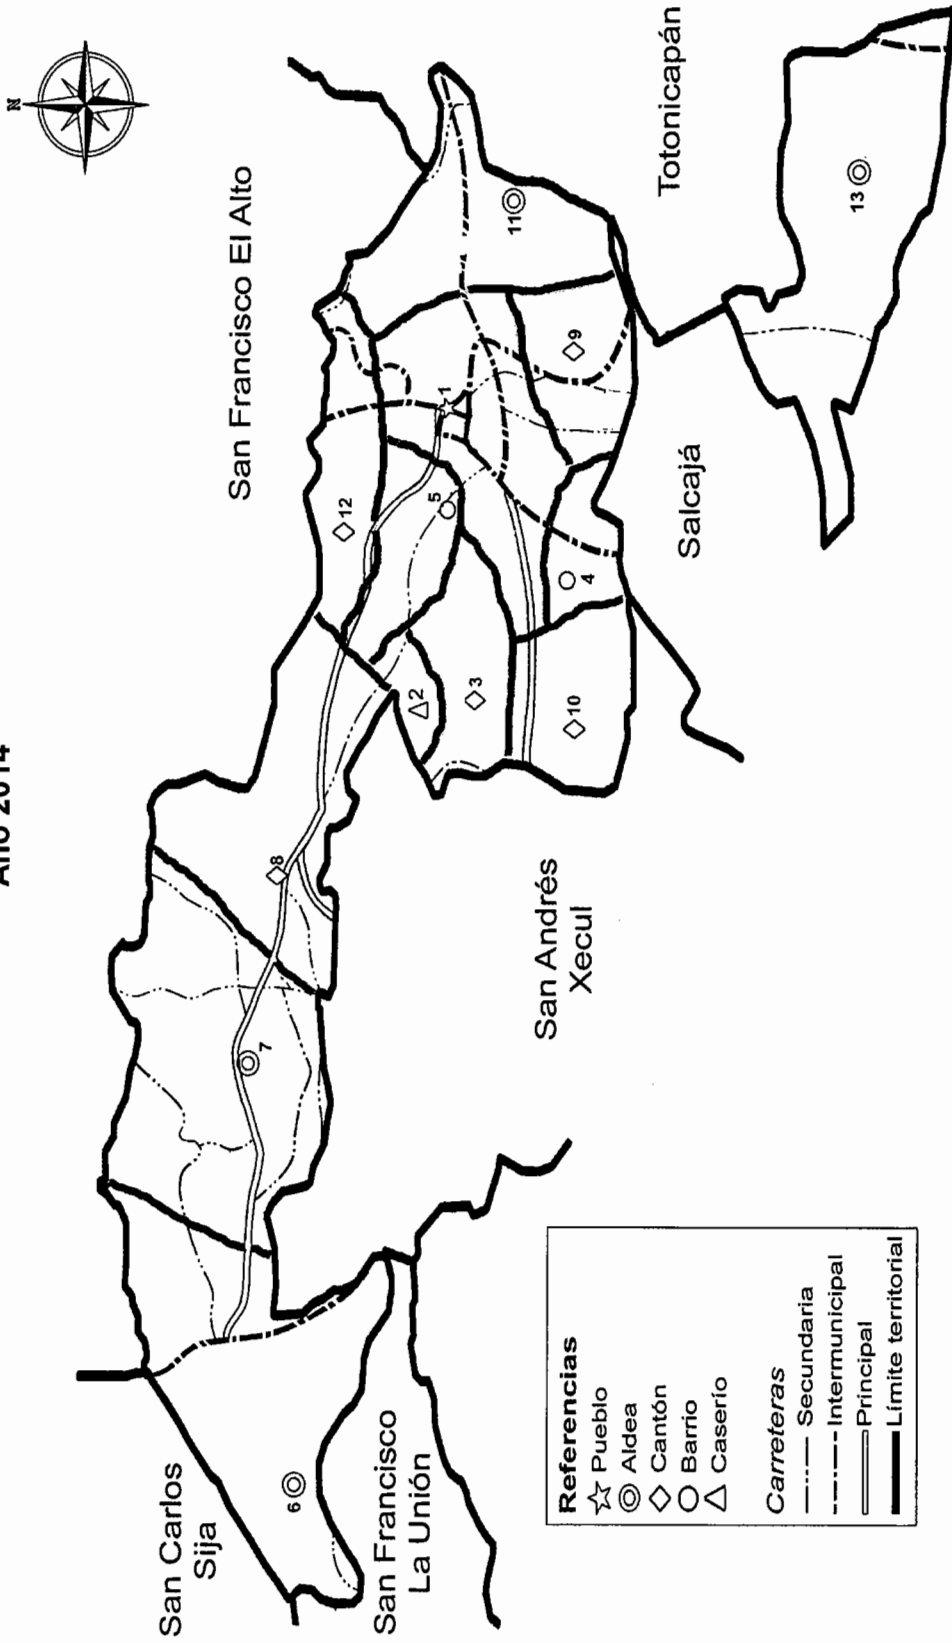 Año 2014
N
San Carlos
Sija
San Francisco El Alto
San Francisco
La Unión
Totonicapán
San Andrés
Xecul
Salcajá
6
7
8
12
2
3
5
1
11
10
4
9
13
Referencias
Pueblo
Aldea
Cantón
Barrio
Caserío
Carreteras
Secundaria
Intermunicipal
Principal
Límite territorial